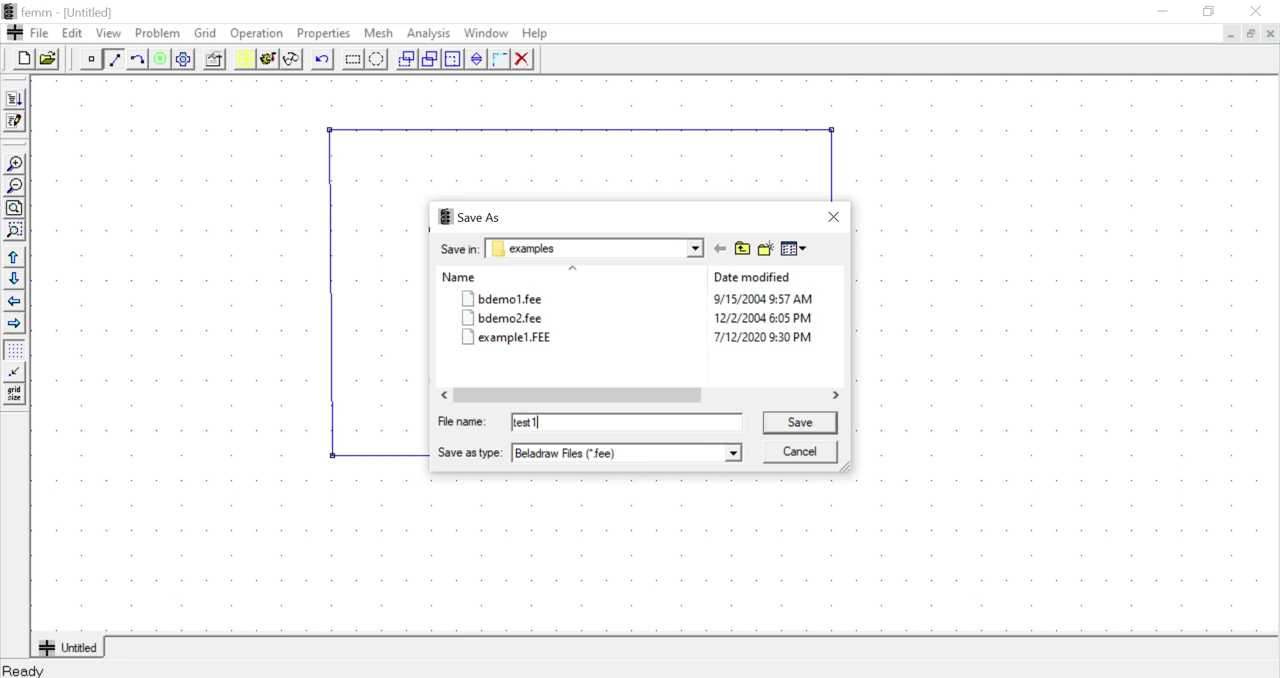 femm - [Untitled]
File Edit View Problem Grid Operation Properties Mesh Analysis Window Help
grid
size
Save As
Save in: examples
Name Date modified
bdemo1.fee 9/15/2004 9:57 AM
bdemo2.fee 12/2/2004 6:05 PM
example1.FEE 7/12/2020 9:30 PM
File name: test1 Save
Save as type: Beladraw Files (*.fee) Cancel
Untitled
Ready